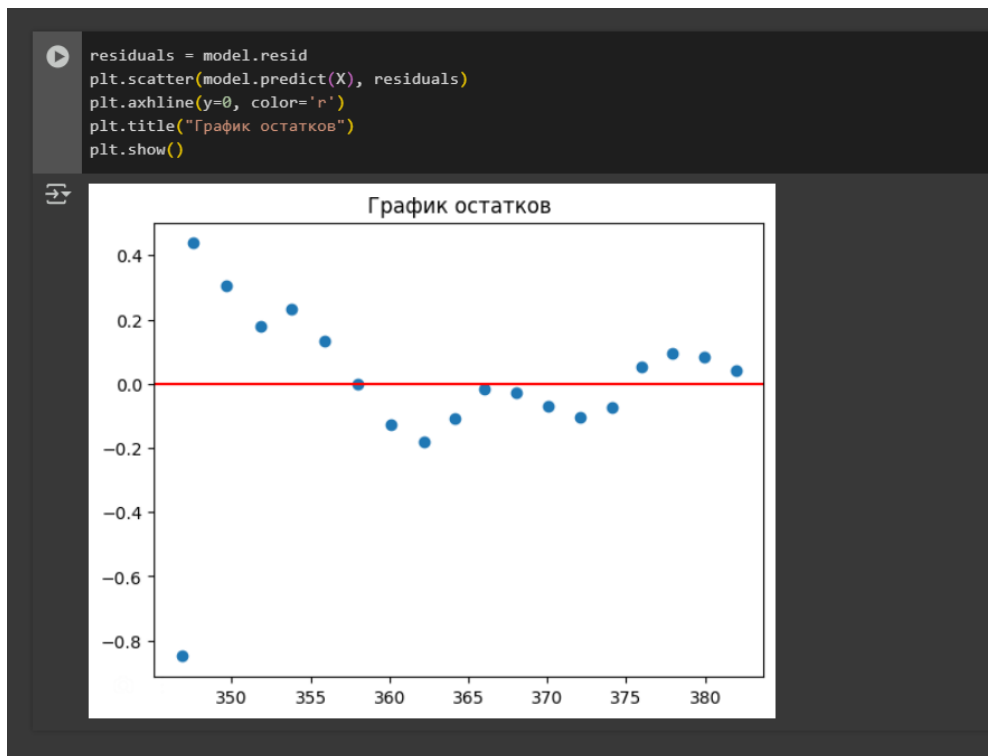 residuals = model.resid
plt.scatter(model.predict(X), residuals)
plt.axhline(y=0, color='r')
plt.title("График остатков")
plt.show()
График остатков
0.4
0.2
0.0
−0.2
−0.4
−0.6
−0.8
350 355 360 365 370 375 380